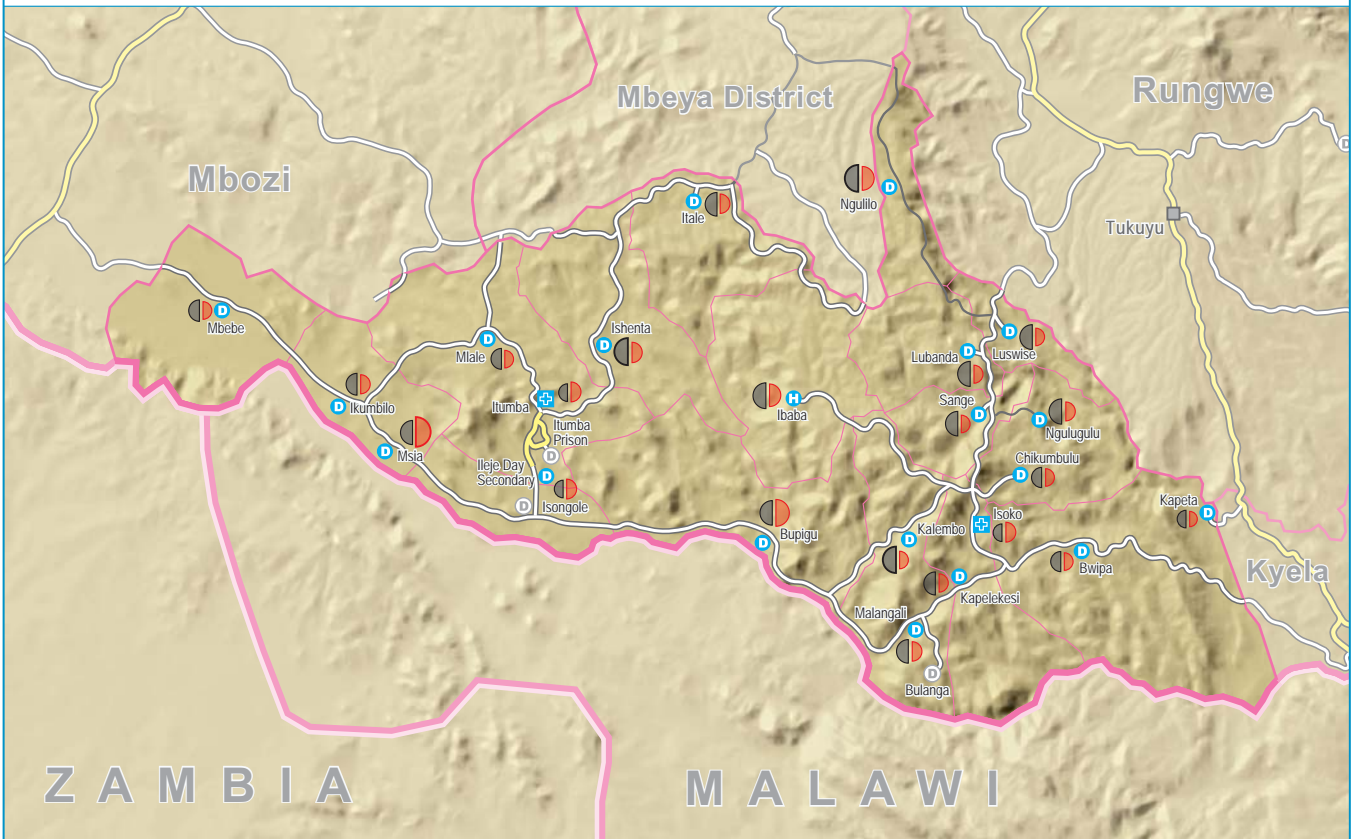 Mbeya District
Rungwe
D
Mbozi
D
Ngulilo
D
Itale
Tukuyu
D
Mbebe
Ishenta
D
D
Mlale
D
Luswise
Lubanda
D
D
Ikumbilo
Itumba
H
Ibaba
Sange
D
D
Ngulugulu
Itumba
Prison
D
Msia
D
Ileje Day
Secondary
D
Isongole
D
Chikumbulu
D
Kapeta
D
Bupigu
D
Isoko
Kalembo
D
D
Bwipa
Kyela
D
Kapelekesi
Malangali
D
D
Bulanga
ZAMBIA
MALAWI